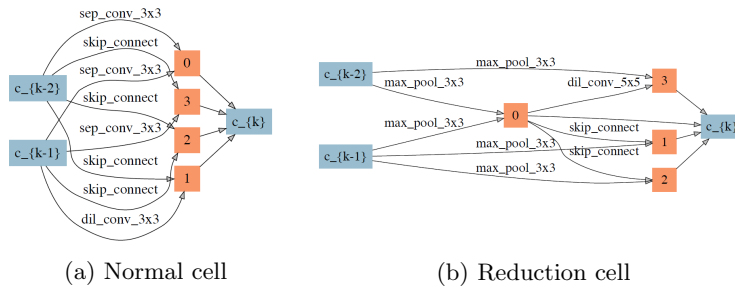 sep_conv_3x3
skip_connect
sep_conv_3x3
0
c_{k-2}
skip_connect
3
c_{k}
sep_conv_3x3
2
c_{k-1}
skip_connect
1
skip_connect
dil_conv_3x3
(a) Normal cell
max_pool_3x3
c_{k-2}
dil_conv_5x5
3
max_pool_3x3
0
max_pool_3x3
skip_connect
c_{k}
max_pool_3x3
1
c_{k-1}
skip_connect
max_pool_3x3
2
(b) Reduction cell